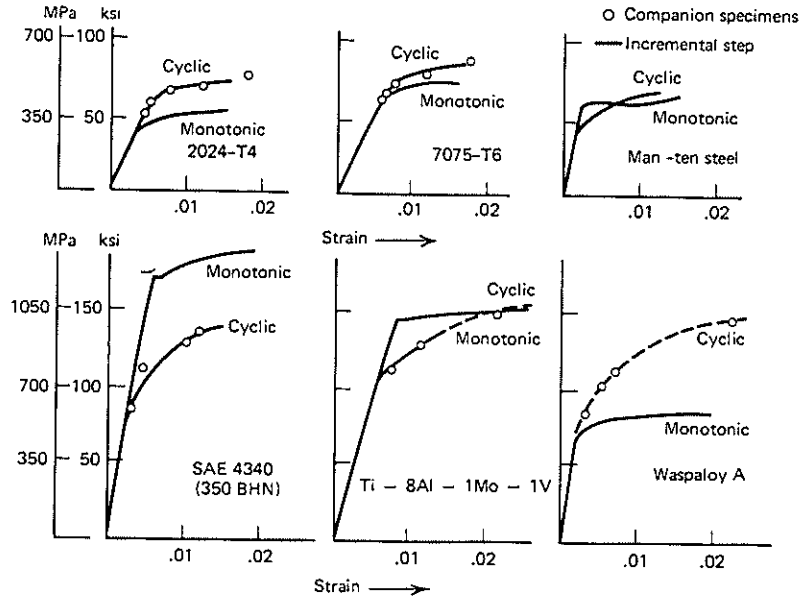 MPa ksi
700 100
350 50
Cyclic
Monotonic
2024–T4
.01 .02
Cyclic
Monotonic
7075–T6
.01 .02
Companion specimens
Incremental step
Cyclic
Monotonic
Man -ten steel
.01 .02
Strain
MPa ksi
1050 150
700 100
350 50
Monotonic
Cyclic
SAE 4340
(350 BHN)
.01 .02
Cyclic
Monotonic
Ti – 8Al – 1Mo – 1V
.01 .02
Cyclic
Monotonic
Waspaloy A
.01 .02
Strain